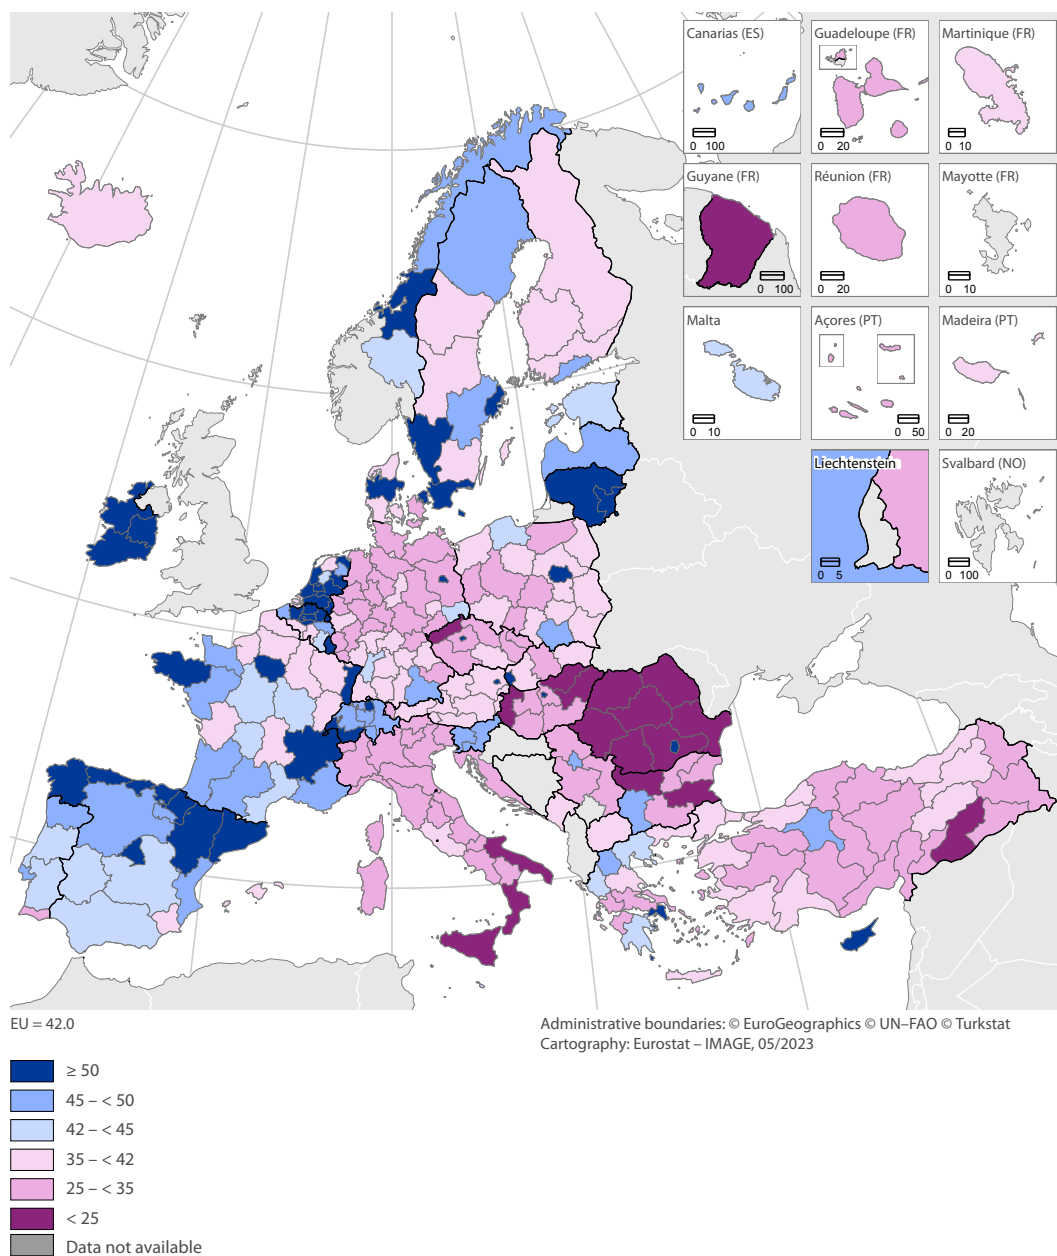 Canarias (ES)
0 100
Guadeloupe (FR)
0 20
Martinique (FR)
0 10
Guyane (FR)
0 100
Réunion (FR)
0 20
Mayotte (FR)
0 10
Malta
0 10
Açores (PT)
0 50
Madeira (PT)
0 20
Liechtenstein
0 5
Svalbard (NO)
0 100
EU = 42.0
Administrative boundaries: © EuroGeographics © UN–FAO © Turkstat
Cartography: Eurostat – IMAGE, 05/2023
≥ 50
45 – < 50
42 – < 45
35 – < 42
25 – < 35
< 25
Data not available